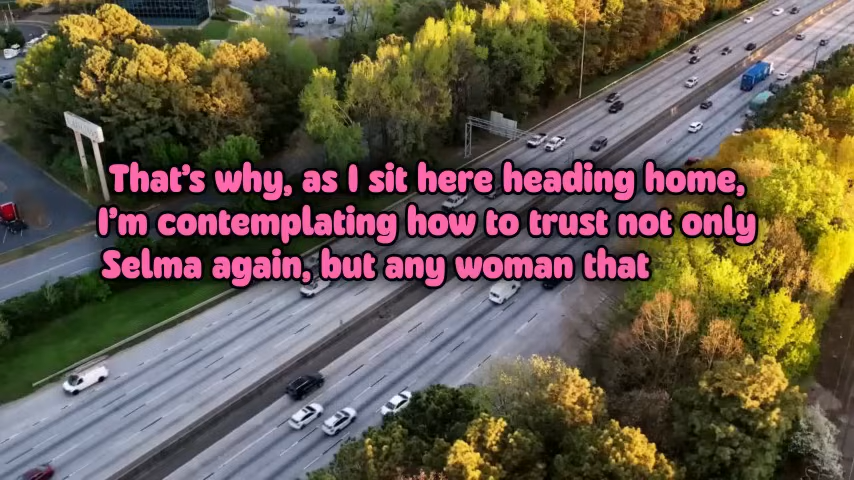 That's why, as I sit here heading home,
I'm contemplating how to trust not only
Selma again, but any woman that